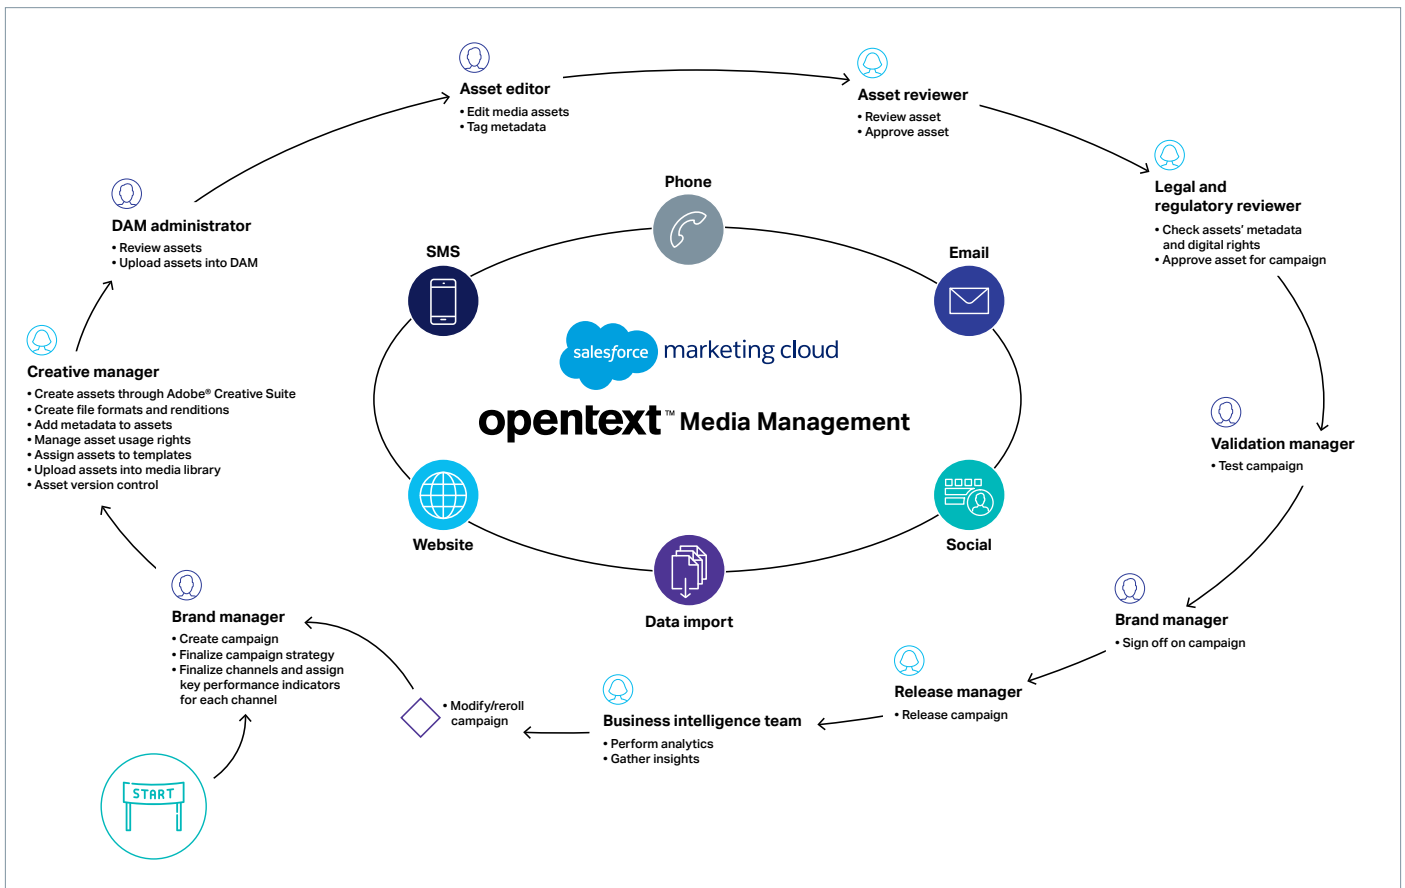 Asset editor
• Edit media assets
• Tag metadata
Asset reviewer
• Review asset
• Approve asset
Legal and
regulatory reviewer
• Check assets’ metadata
and digital rights
• Approve asset for campaign
DAM administrator
• Review assets
• Upload assets into DAM
Phone
SMS
Email
salesforce marketing cloud
opentext™ Media Management
Creative manager
• Create assets through Adobe® Creative Suite
• Create file formats and renditions
• Add metadata to assets
• Manage asset usage rights
• Assign assets to templates
• Upload assets into media library
• Asset version control
Validation manager
• Test campaign
Website
Social
Data import
Brand manager
• Create campaign
• Finalize campaign strategy
• Finalize channels and assign
key performance indicators
for each channel
Brand manager
• Sign off on campaign
Release manager
• Release campaign
Business intelligence team
• Perform analytics
• Gather insights
• Modify/reroll
campaign
START